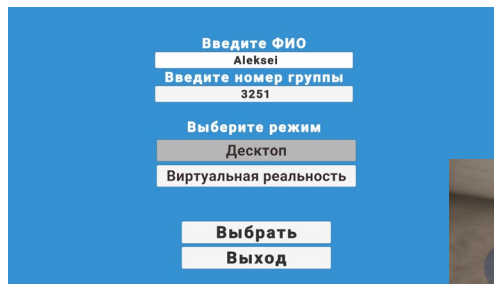 Введите ФИО
Aleksei
Введите номер группы
3251
Выберите режим
Десктоп
Виртуальная реальность
Выбрать
Выход